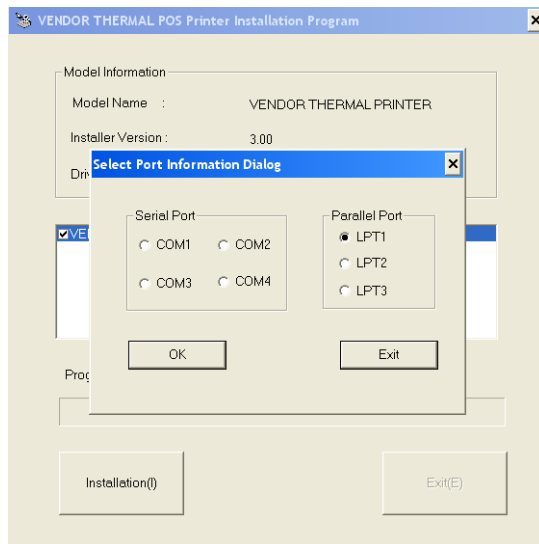 VENDOR THERMAL POS Printer Installation Program
Model Information
Model Name : VENDOR THERMAL PRINTER
Installer Version : 3.00
Select Port Information Dialog
Serial Port
Parallel Port
COM1 COM2
LPT1
LPT2
COM3 COM4
LPT3
OK Exit
Installation(I) Exit(E)